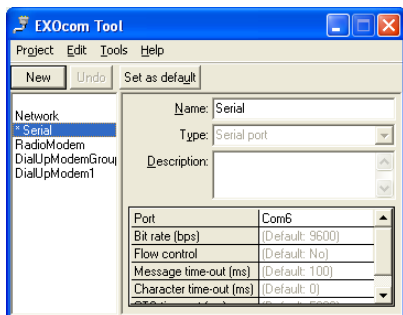 EXOcom Tool
Project Edit Tools Help
New Undo Set as default
Network
* Serial
RadioModem
DialUpModemGrou
DialUpModem1
Name: Serial
Type: Serial port
Description:
Port Com6
Bit rate (bps) (Default: 9600)
Flow control (Default: No)
Message time-out (ms) (Default: 100)
Character time-out (ms) (Default: 0)